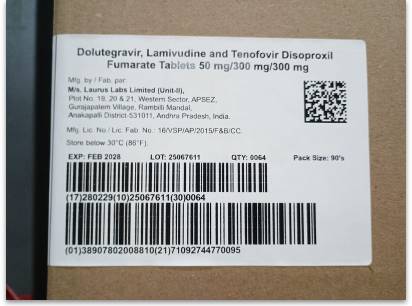 Dolutegravir, Lamivudine and Tenofovir Disoproxil
Fumarate Tablets 50 mg/300 mg/300 mg
Mfg. by / Fab. par:
M/s. Laurus Labs Limited (Unit-II),
Plot No. 19, 20 & 21, Western Sector, APSEZ,
Gurajapalem Village, Rambilli Mandal,
Anakapalli District-531011, Andhra Pradesh, India.
Mfg. Lic. No / Lic. Fab. No : 16/VSP/AP/2015/F&B/CC.
Store below 30°C (86°F).
EXP: FEB 2028 LOT: 25067611 QTY: 0064 Pack Size: 90's
(17)280229(10)25067611(30)0064
(01)38907802008810(21)71092744770095